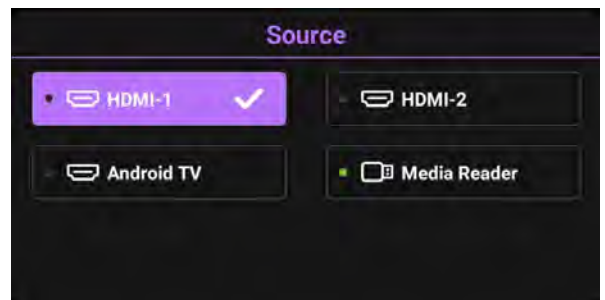 Source
HDMI-1
HDMI-2
Android TV
Media Reader